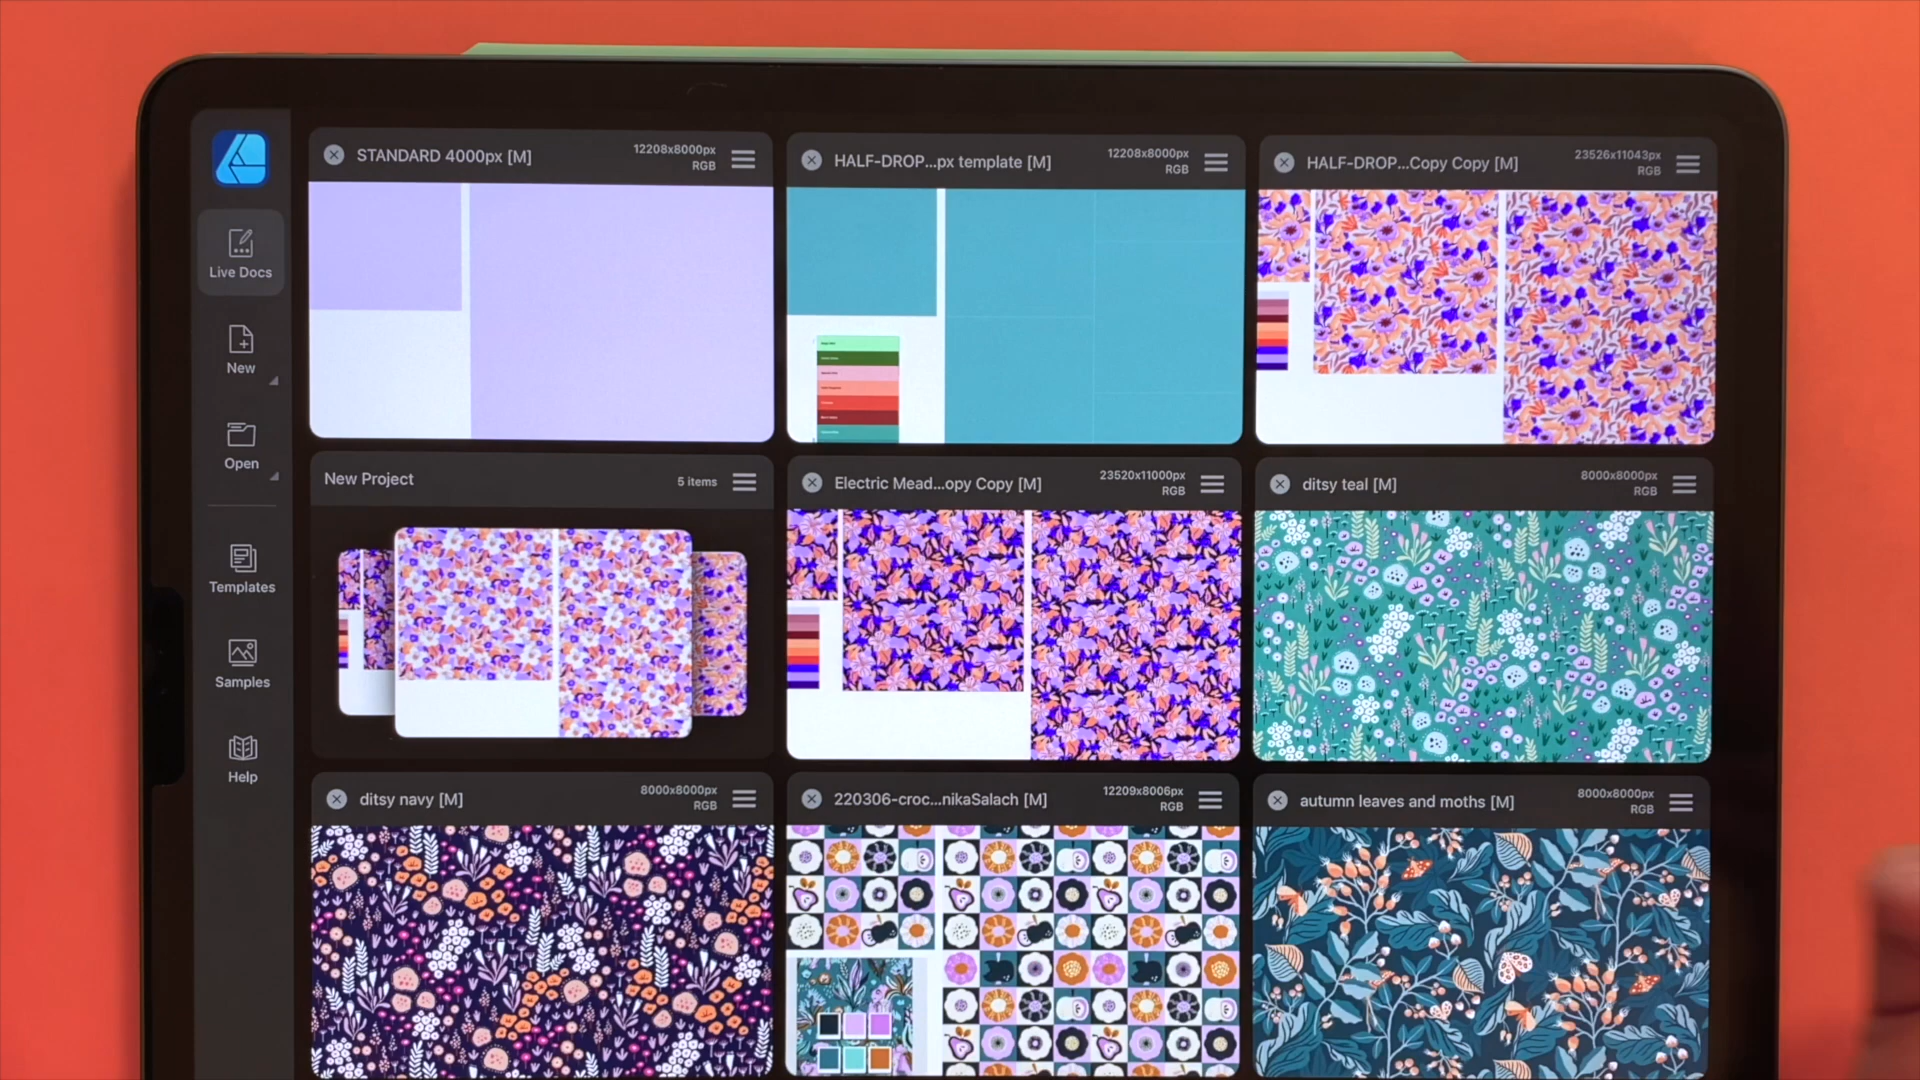 STANDARD 4000px [M]
12208x8000px
RGB
HALF-DROP...px template [M]
12208x8000px
RGB
HALF-DROP...Copy Copy [M]
23526x11043px
RGB
Live Docs
New
Open
Templates
Samples
Help
New Project
5 items
Electric Mead...opy Copy [M]
23520x11000px
RGB
ditsy teal [M]
8000x8000px
RGB
ditsy navy [M]
8000x8000px
RGB
220306-croc...nikaSalach [M]
12209x8006px
RGB
autumn leaves and moths [M]
8000x8000px
RGB